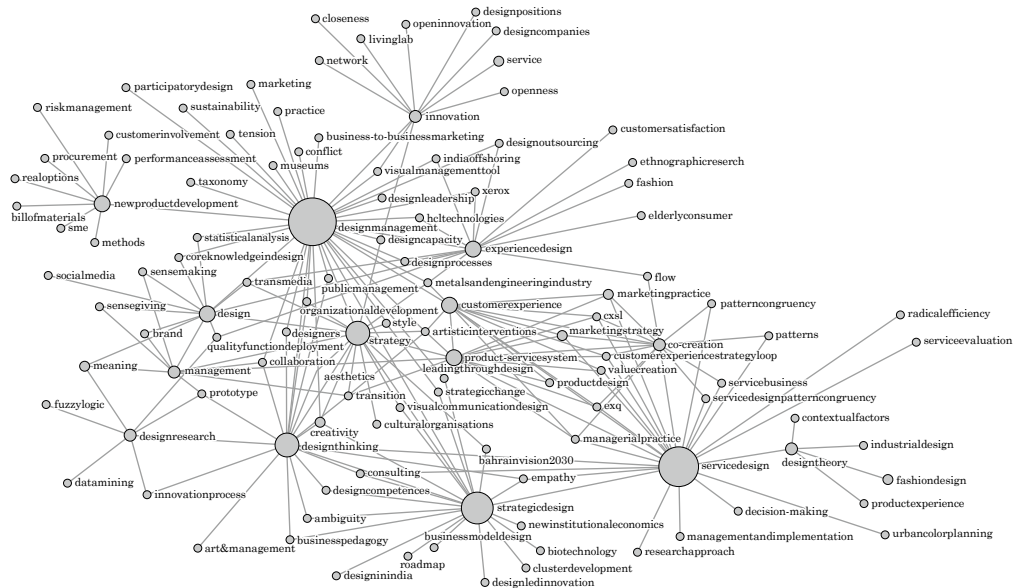 designpositions
closeness
openinnovation
designcompanies
livinglab
network
service
marketing
participatorydesign
openness
riskmanagement
sustainability
practice
innovation
customersatisfaction
customerinvolvement
tension
business-to-businessmarketing
designoutsourcing
conflict
procurement
performanceassessment
indiaoffshoring
ethnographicreserch
museums
visualmanagementtool
realoptions
taxonomy
fashion
xerox
designleadership
newproductdevelopment
billofmaterials
hcltechnologies
elderlyconsumer
sme
designmanagement
statisticalanalysis
designcapacity
methods
experiencedesign
coreknowledgeindesign
designprocesses
socialmedia
sensemaking
flow
transmedia
publicmanagement
metalsandengineeringindustry
marketingpractice
sensegiving
organizationaldevelopment
customerexperience
patterncongruency
design
cxsl
radicalefficiency
style
brand
designers
strategy
artisticinterventions
marketingstrategy
patterns
qualityfunctiondeployment
co-creation
serviceevaluation
collaboration
product-servicesystem
customerexperiencestrategyloop
meaning
management
leadingthroughdesign
valuecreation
aesthetics
productdesign
servicebusiness
prototype
transition
strategicchange
servicedesignpatterncongruency
fuzzylogic
visualcommunicationdesign
exq
contextualfactors
creativity
culturalorganisations
designresearch
designthinking
managerialpractice
industrialdesign
bahrainvision2030
designtheory
servicedesign
consulting
datamining
empathy
fashiondesign
innovationprocess
designcompetences
strategicdesign
productexperience
decision-making
ambiguity
newinstitutionaleconomics
businesspedagogy
businessmodeldesign
managementandimplementation
urbancolorplanning
art&management
biotechnology
researchapproach
roadmap
clusterdevelopment
designinindia
designledinnovation